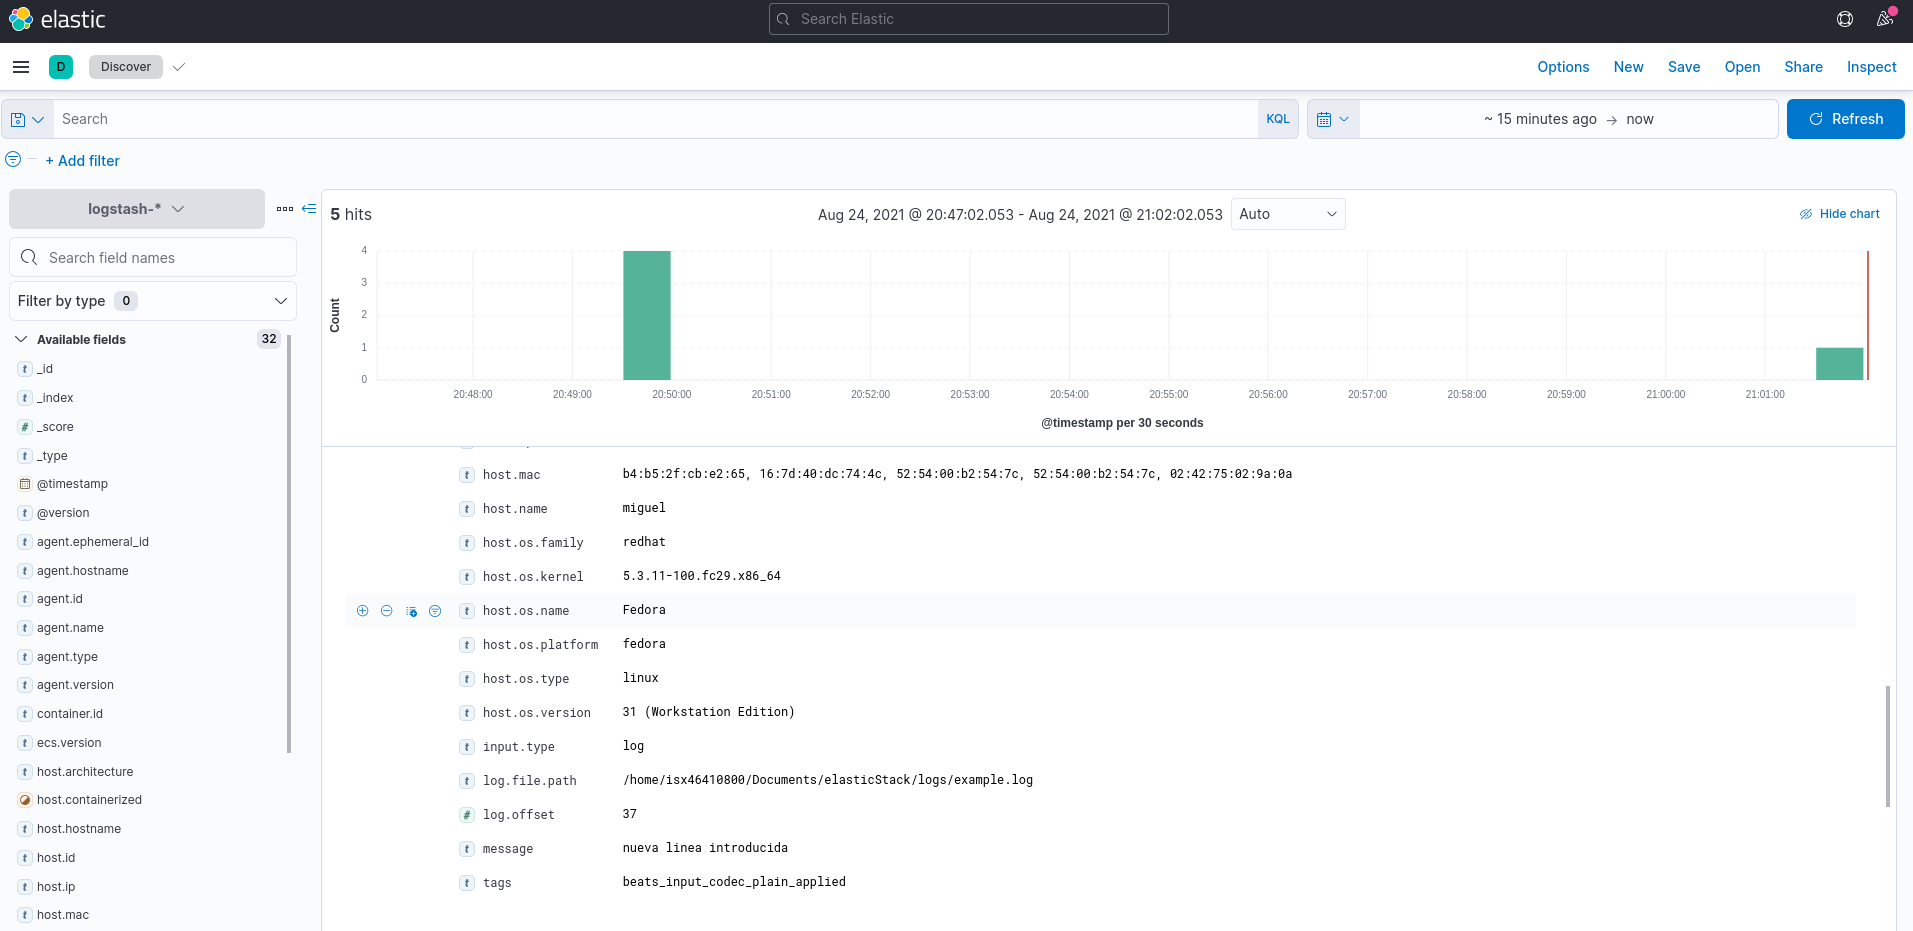 elastic
Search Elastic
D Discover
Options New Save Open Share Inspect
Search
KQL
~ 15 minutes ago → now
Refresh
+ Add filter
logstash-*
Search field names
Filter by type 0
Available fields 32
t _id
t _index
# _score
t _type
@timestamp
t @version
t agent.ephemeral_id
t agent.hostname
t agent.id
t agent.name
t agent.type
t agent.version
t container.id
t ecs.version
t host.architecture
host.containerized
t host.hostname
t host.id
t host.ip
t host.mac
5 hits
Aug 24, 2021 @ 20:47:02.053 - Aug 24, 2021 @ 21:02:02.053
Auto
Hide chart
Count
4
3
2
1
0
20:48:00 20:49:00 20:50:00 20:51:00 20:52:00 20:53:00 20:54:00 20:55:00 20:56:00 20:57:00 20:58:00 20:59:00 21:00:00 21:01:00
@timestamp per 30 seconds
t host.mac b4:b5:2f:cb:e2:65, 16:7d:40:dc:74:4c, 52:54:00:b2:54:7c, 52:54:00:b2:54:7c, 02:42:75:02:9a:0a
t host.name miguel
t host.os.family redhat
t host.os.kernel 5.3.11-100.fc29.x86_64
t host.os.name Fedora
t host.os.platform fedora
t host.os.type linux
t host.os.version 31 (Workstation Edition)
t input.type log
t log.file.path /home/isx46410800/Documents/elasticStack/logs/example.log
# log.offset 37
t message nueva linea introducida
t tags beats_input_codec_plain_applied